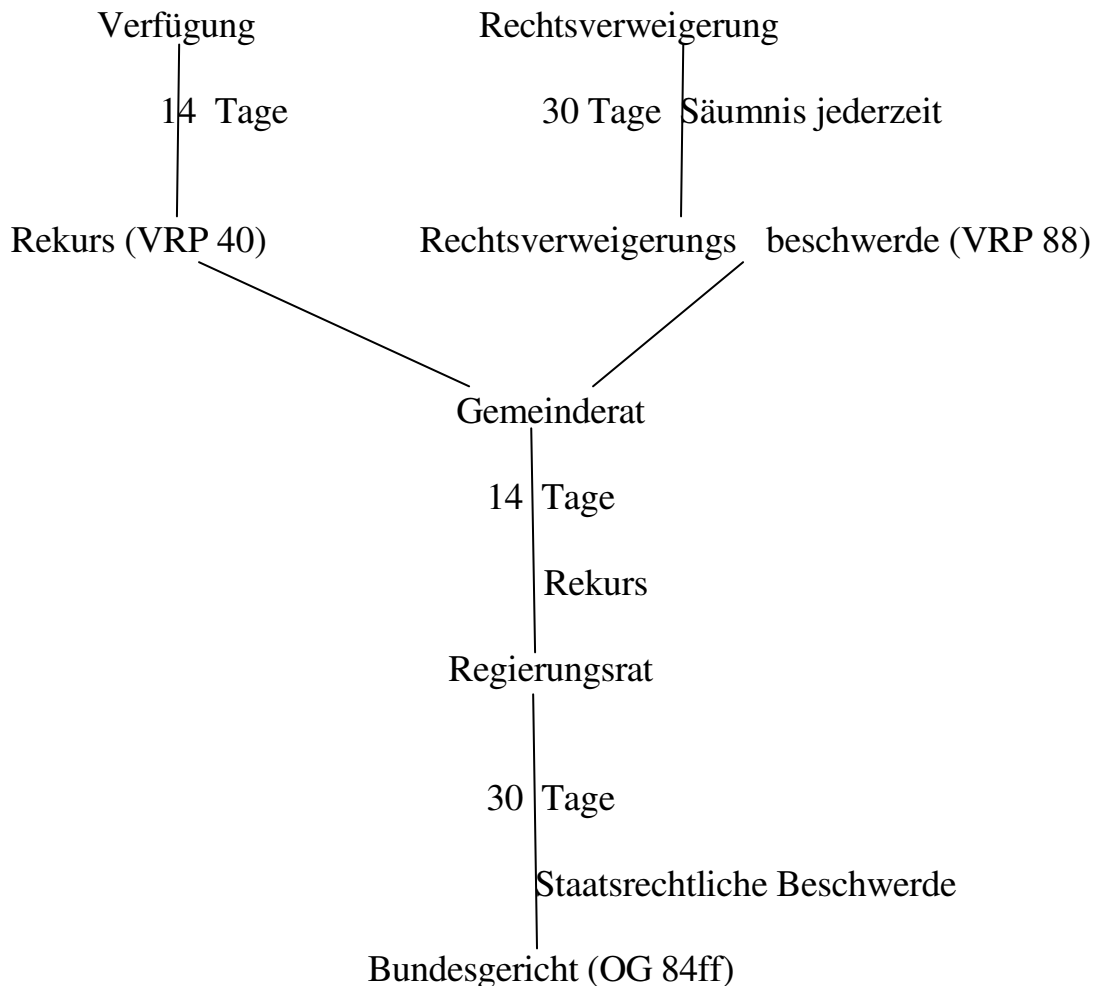 Verfügung Rechtsverweigerung
14 Tage 30 Tage Säumnis jederzeit
Rekurs (VRP 40) Rechtsverweigerungs beschwerde (VRP 88)
Gemeinderat
14 Tage
Rekurs
Regierungsrat
30 Tage
Staatsrechtliche Beschwerde
Bundesgericht (OG 84ff)